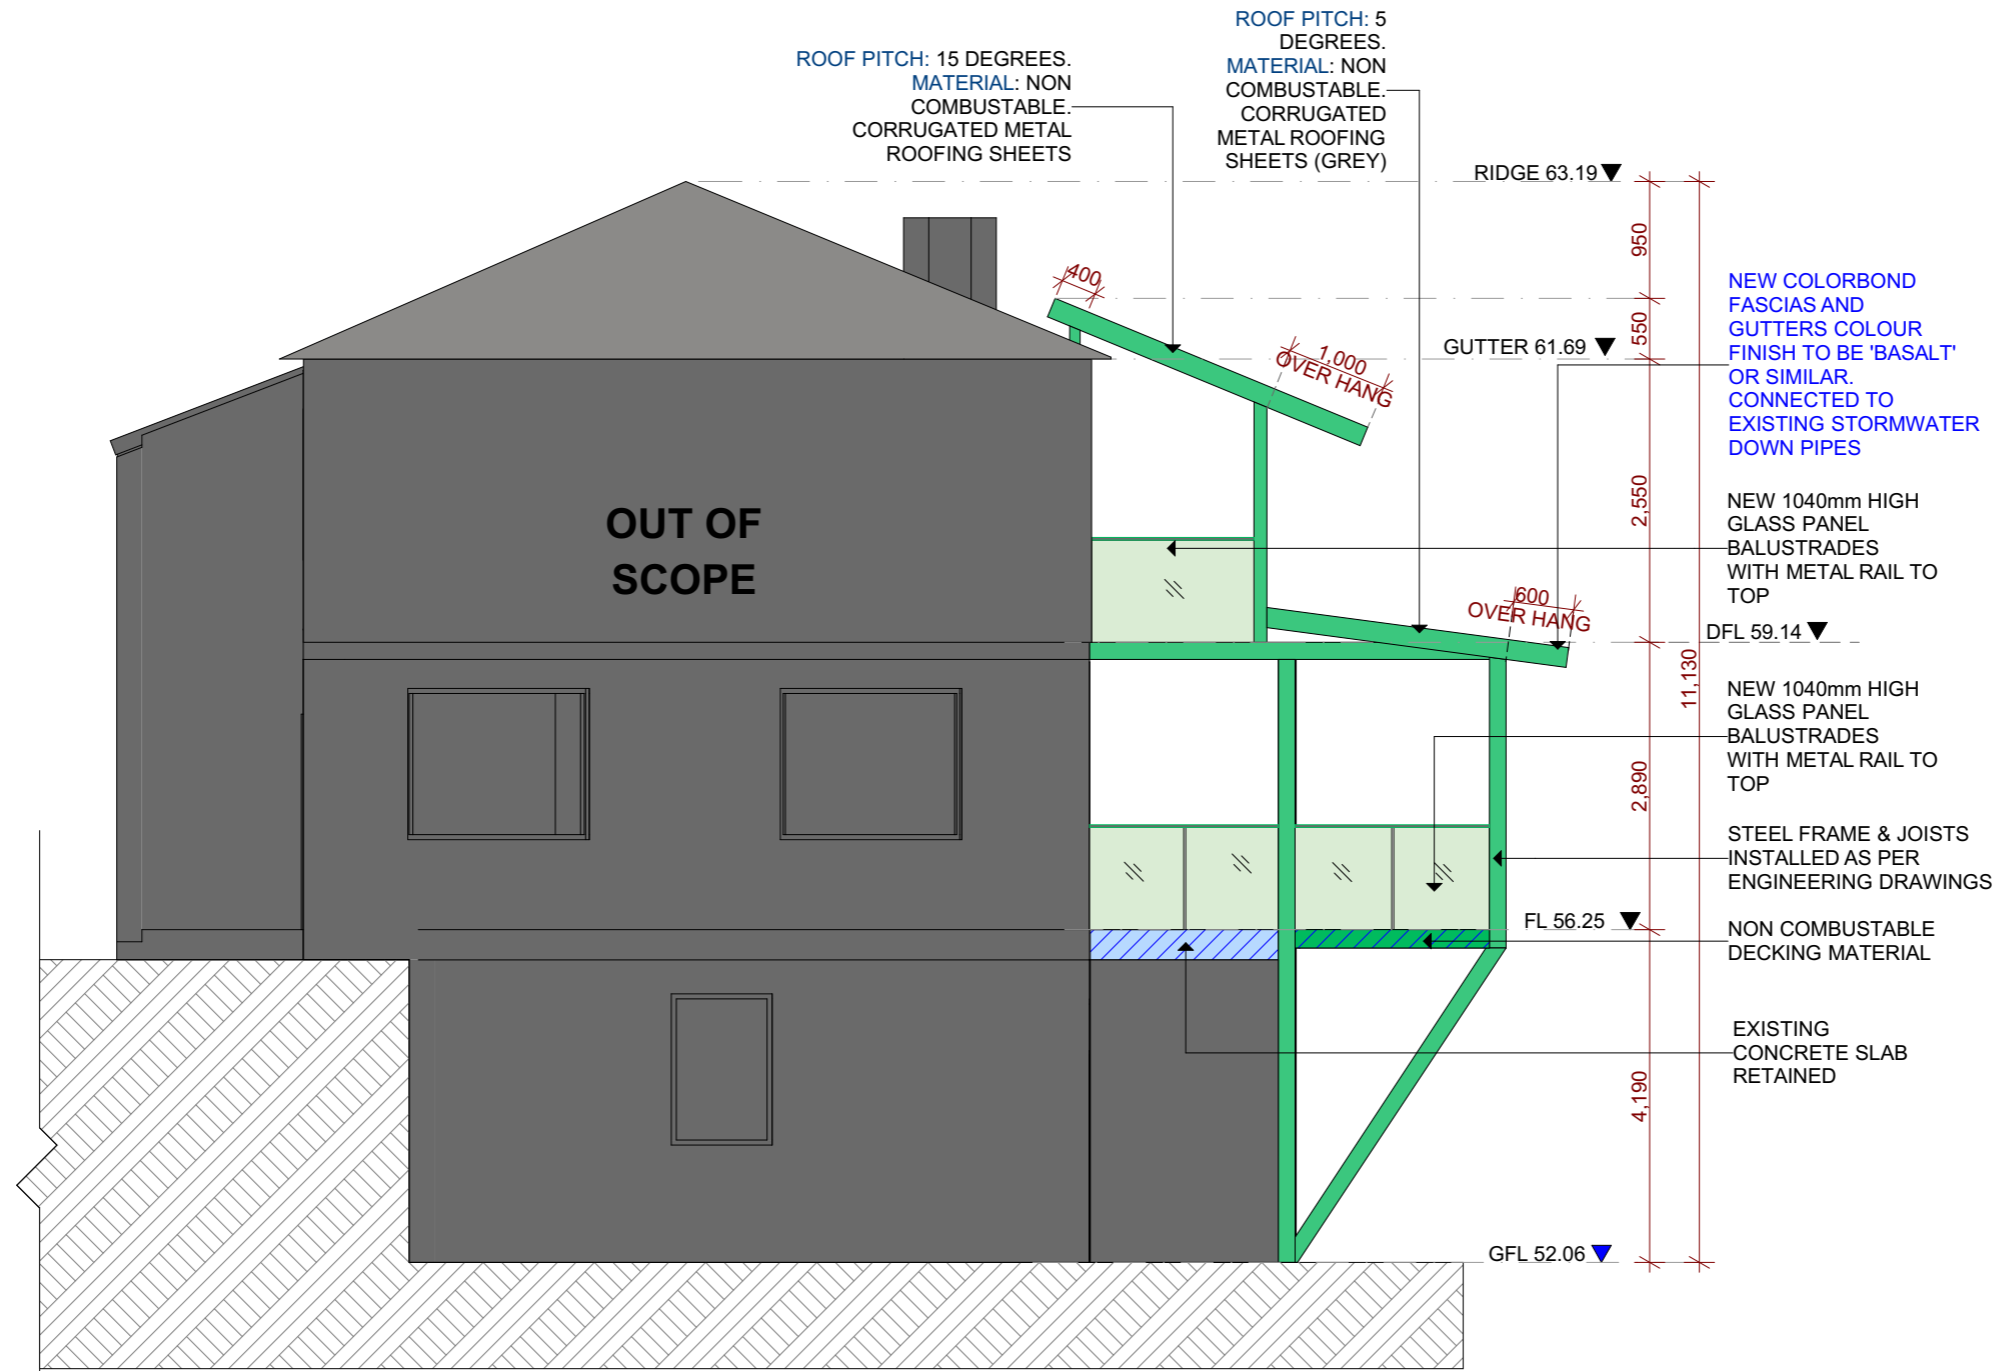 ROOF PITCH: 15 DEGREES.
MATERIAL: NON
COMBUSTABLE.
CORRUGATED METAL
ROOFING SHEETS
ROOF PITCH: 5
DEGREES.
MATERIAL: NON
COMBUSTABLE.
CORRUGATED
METAL ROOFING
SHEETS (GREY)
RIDGE 63.19
950
400
550
GUTTER 61.69
1,000
OVER HANG
NEW COLORBOND
FASCIAS AND
GUTTERS COLOUR
FINISH TO BE 'BASALT'
OR SIMILAR.
CONNECTED TO
EXISTING STORMWATER
DOWN PIPES
2,550
OUT OF
SCOPE
NEW 1040mm HIGH
GLASS PANEL
BALUSTRADES
WITH METAL RAIL TO
TOP
600
OVER HANG
DFL 59.14
11,130
NEW 1040mm HIGH
GLASS PANEL
BALUSTRADES
WITH METAL RAIL TO
TOP
2,890
STEEL FRAME & JOISTS
INSTALLED AS PER
ENGINEERING DRAWINGS
FL 56.25
NON COMBUSTABLE
DECKING MATERIAL
EXISTING
CONCRETE SLAB
RETAINED
4,190
GFL 52.06